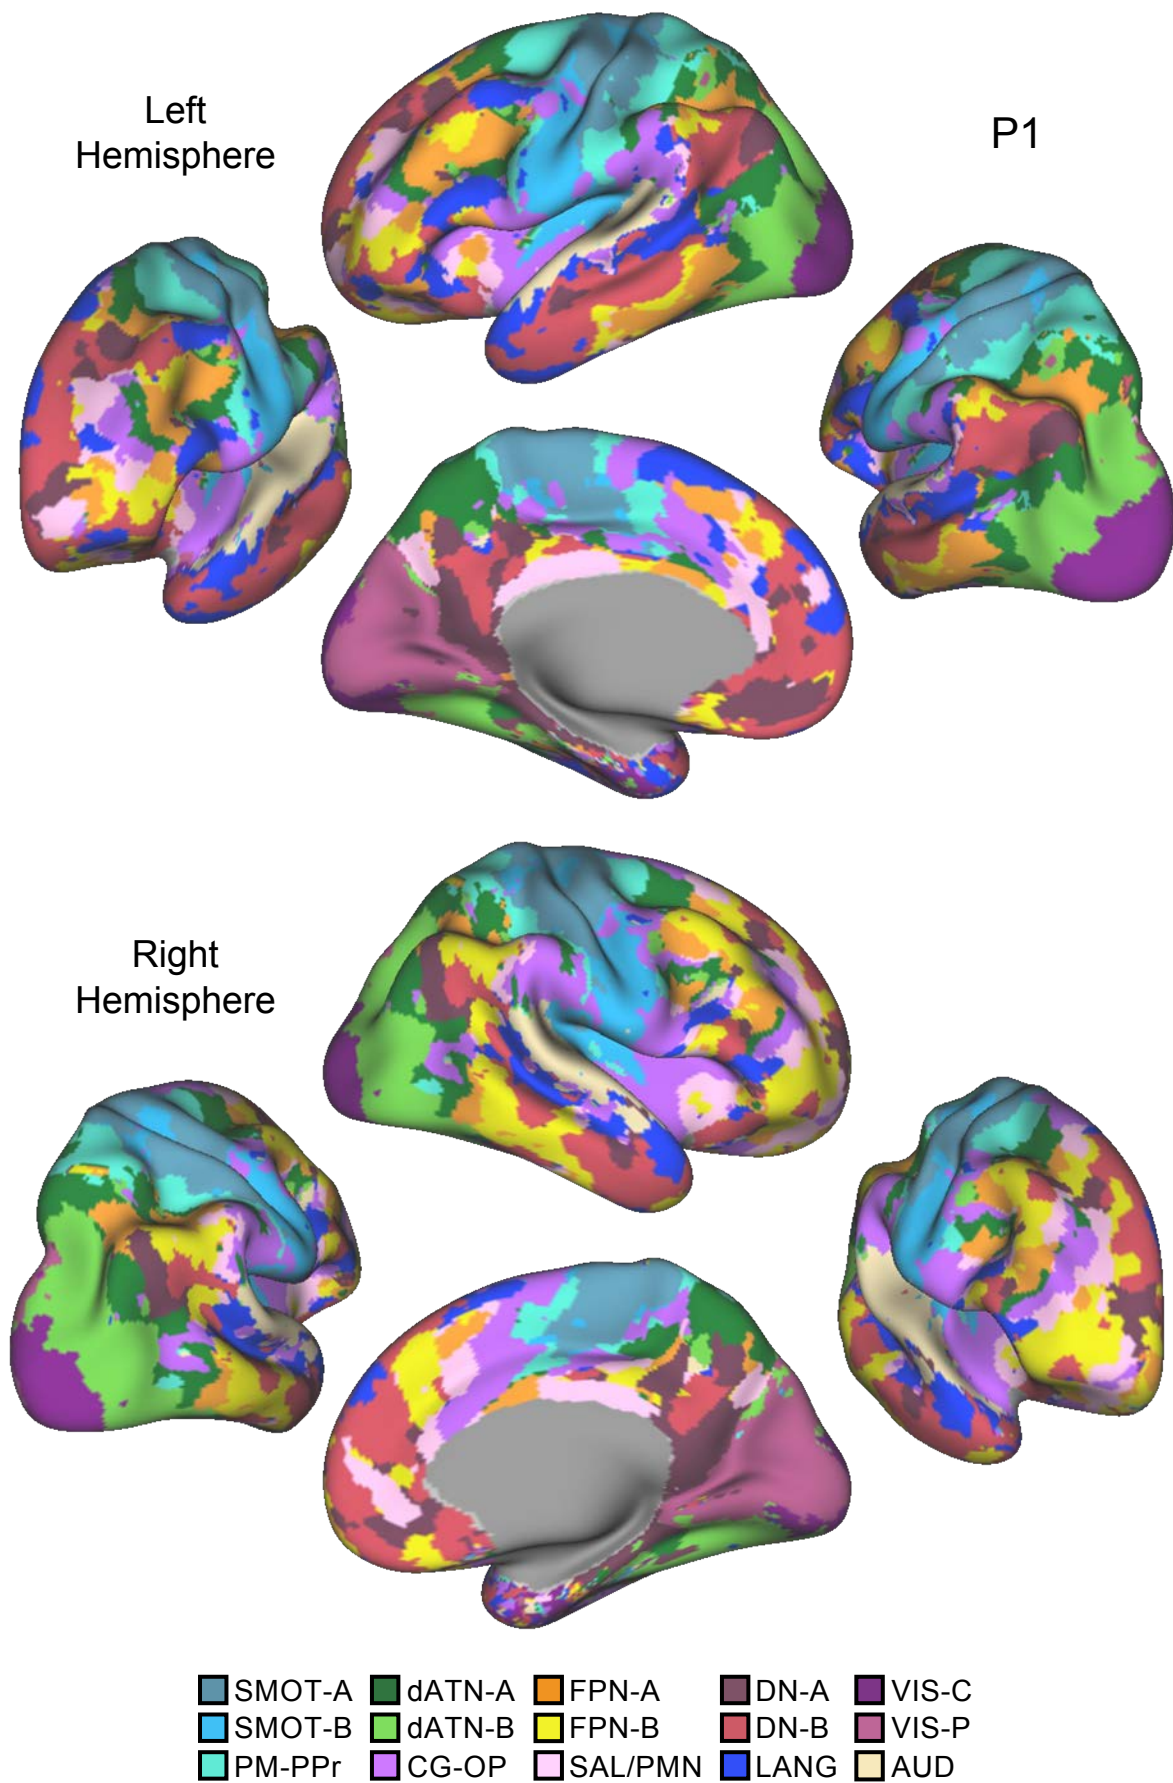 Left
Hemisphere
P1
Right
Hemisphere
SMOT-A dATN-A FPN-A DN-A VIS-C
SMOT-B dATN-B FPN-B DN-B VIS-P
PM-PPr CG-OP SAL/PMN LANG AUD